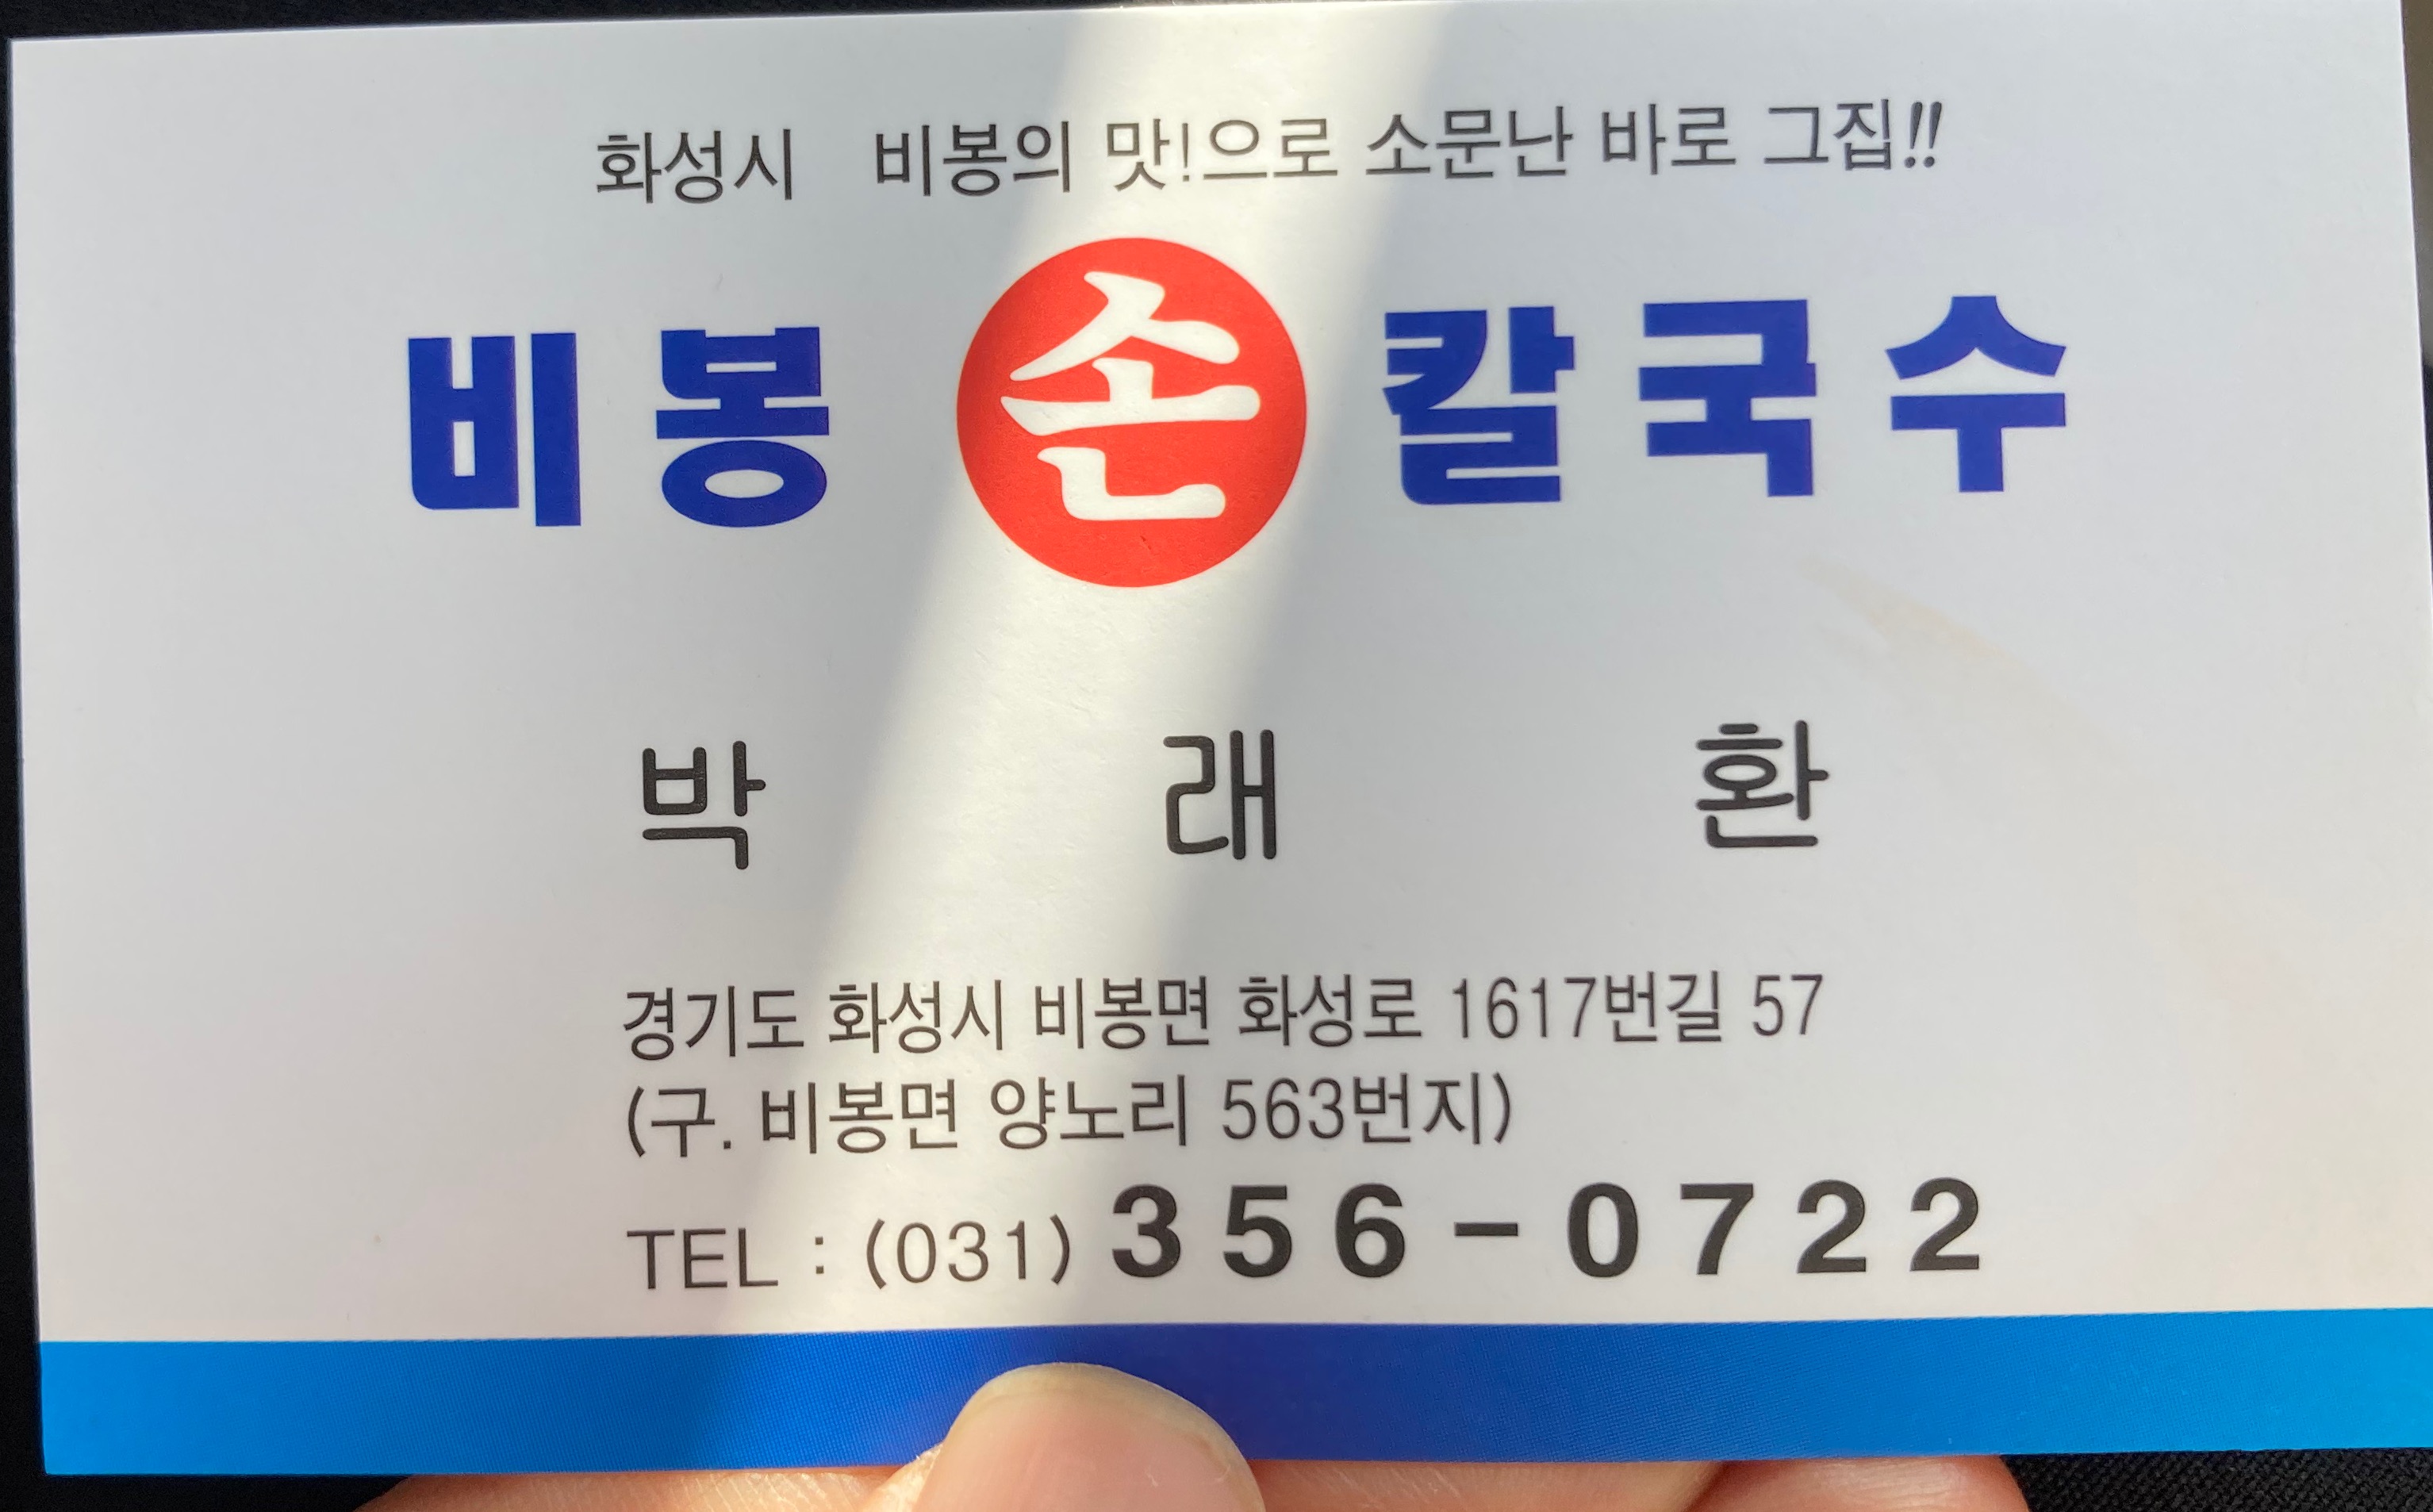 화성시 비봉의 맛!으로 소문난 바로 그집!!
비봉 손 칼국수
박 래 환
경기도 화성시 비봉면 화성로 1617번길 57
(구. 비봉면 양노리 563번지)
TEL : (031) 356-0722